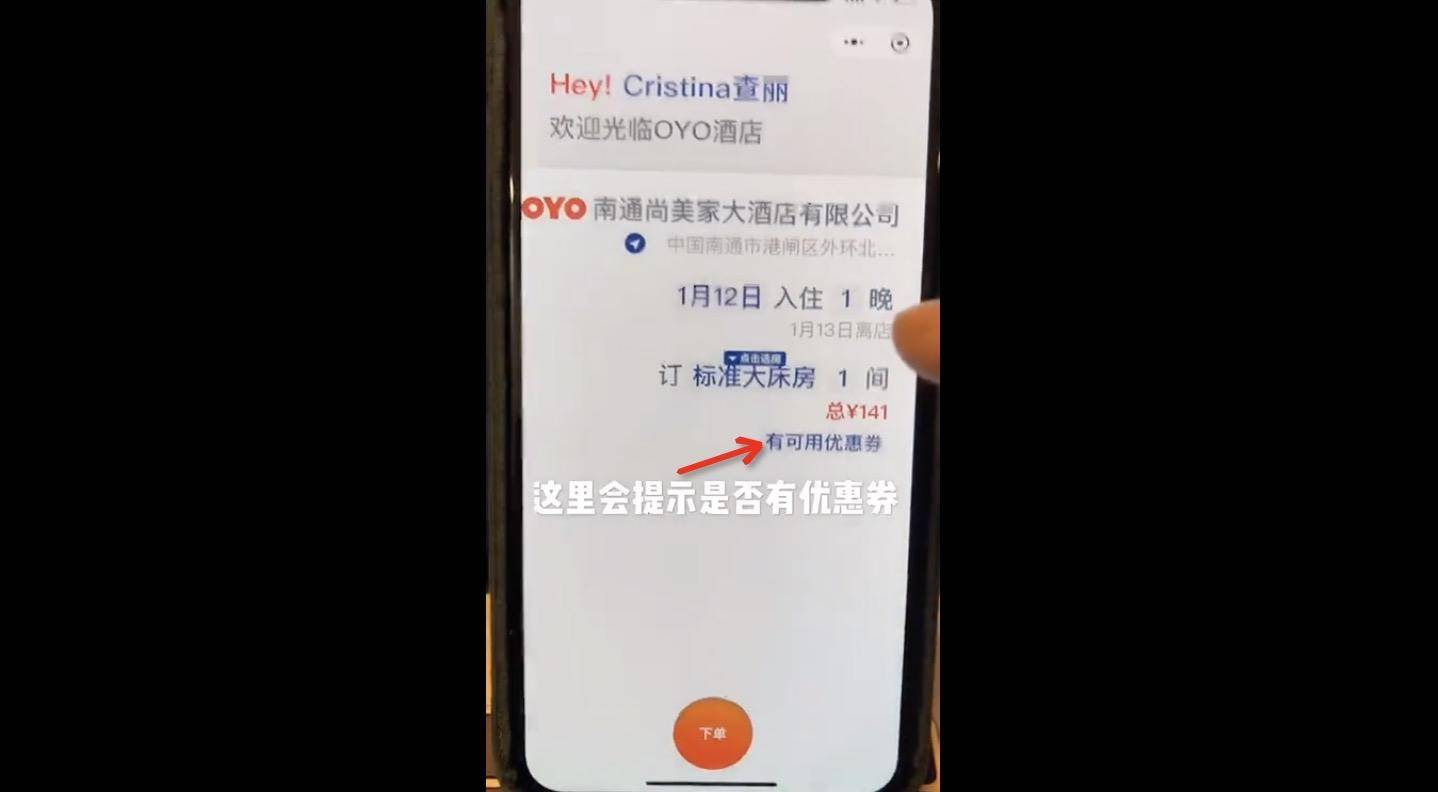 Hey! Cristina查丽
欢迎光临OYO酒店
OYO 南通尚美家大酒店有限公司
中国南通市港闸区外环北...
1月12日 入住 1 晚
1月13日离店
点击选房
订 标准大床房 1 间
总¥141
有可用优惠券
这里会提示是否有优惠券
下单